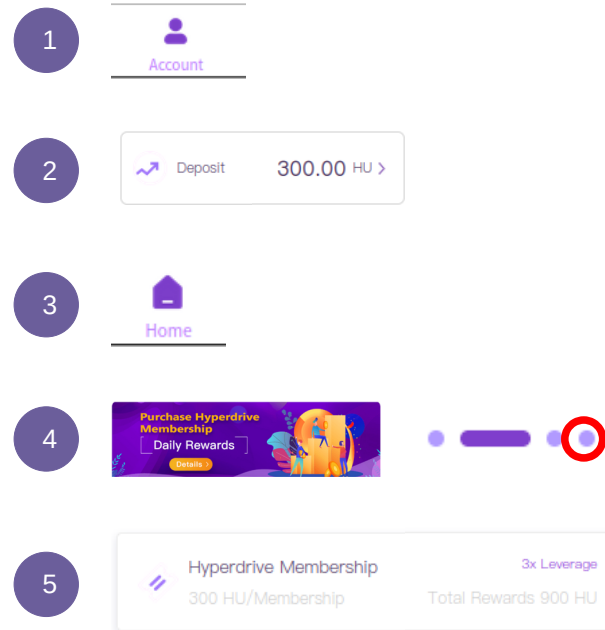 1
Account
2
Deposit 300.00 HU >
3
Home
4
Purchase Hyperdrive
Membership
Daily Rewards
Details >
5
Hyperdrive Membership 3x Leverage
300 HU/Membership Total Rewards 900 HU